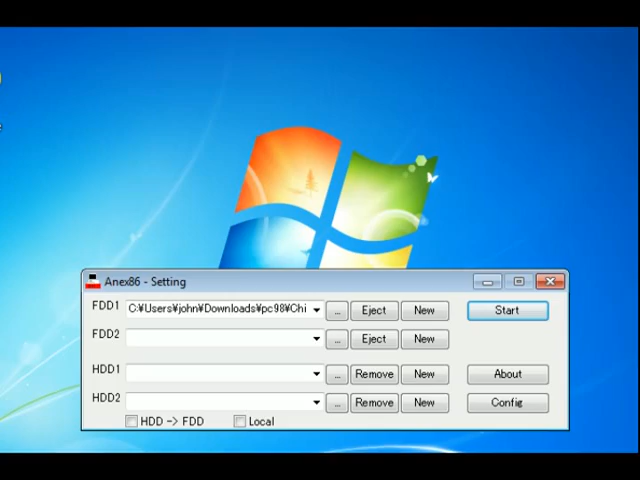 Anex86 - Setting
FDD1 C:¥Users¥john¥Downloads¥pc98¥Chi ... Eject New Start
FDD2 ... Eject New
HDD1 ... Remove New About
HDD2 ... Remove New Config
HDD -> FDD Local